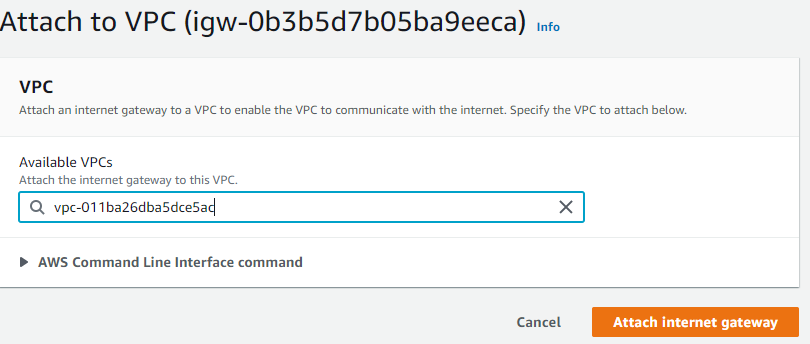 Attach to VPC (igw-0b3b5d7b05ba9eeca) Info
VPC
Attach an internet gateway to a VPC to enable the VPC to communicate with the internet. Specify the VPC to attach below.
Available VPCs
Attach the internet gateway to this VPC.
vpc-011ba26dba5dce5ac
AWS Command Line Interface command
Cancel Attach internet gateway